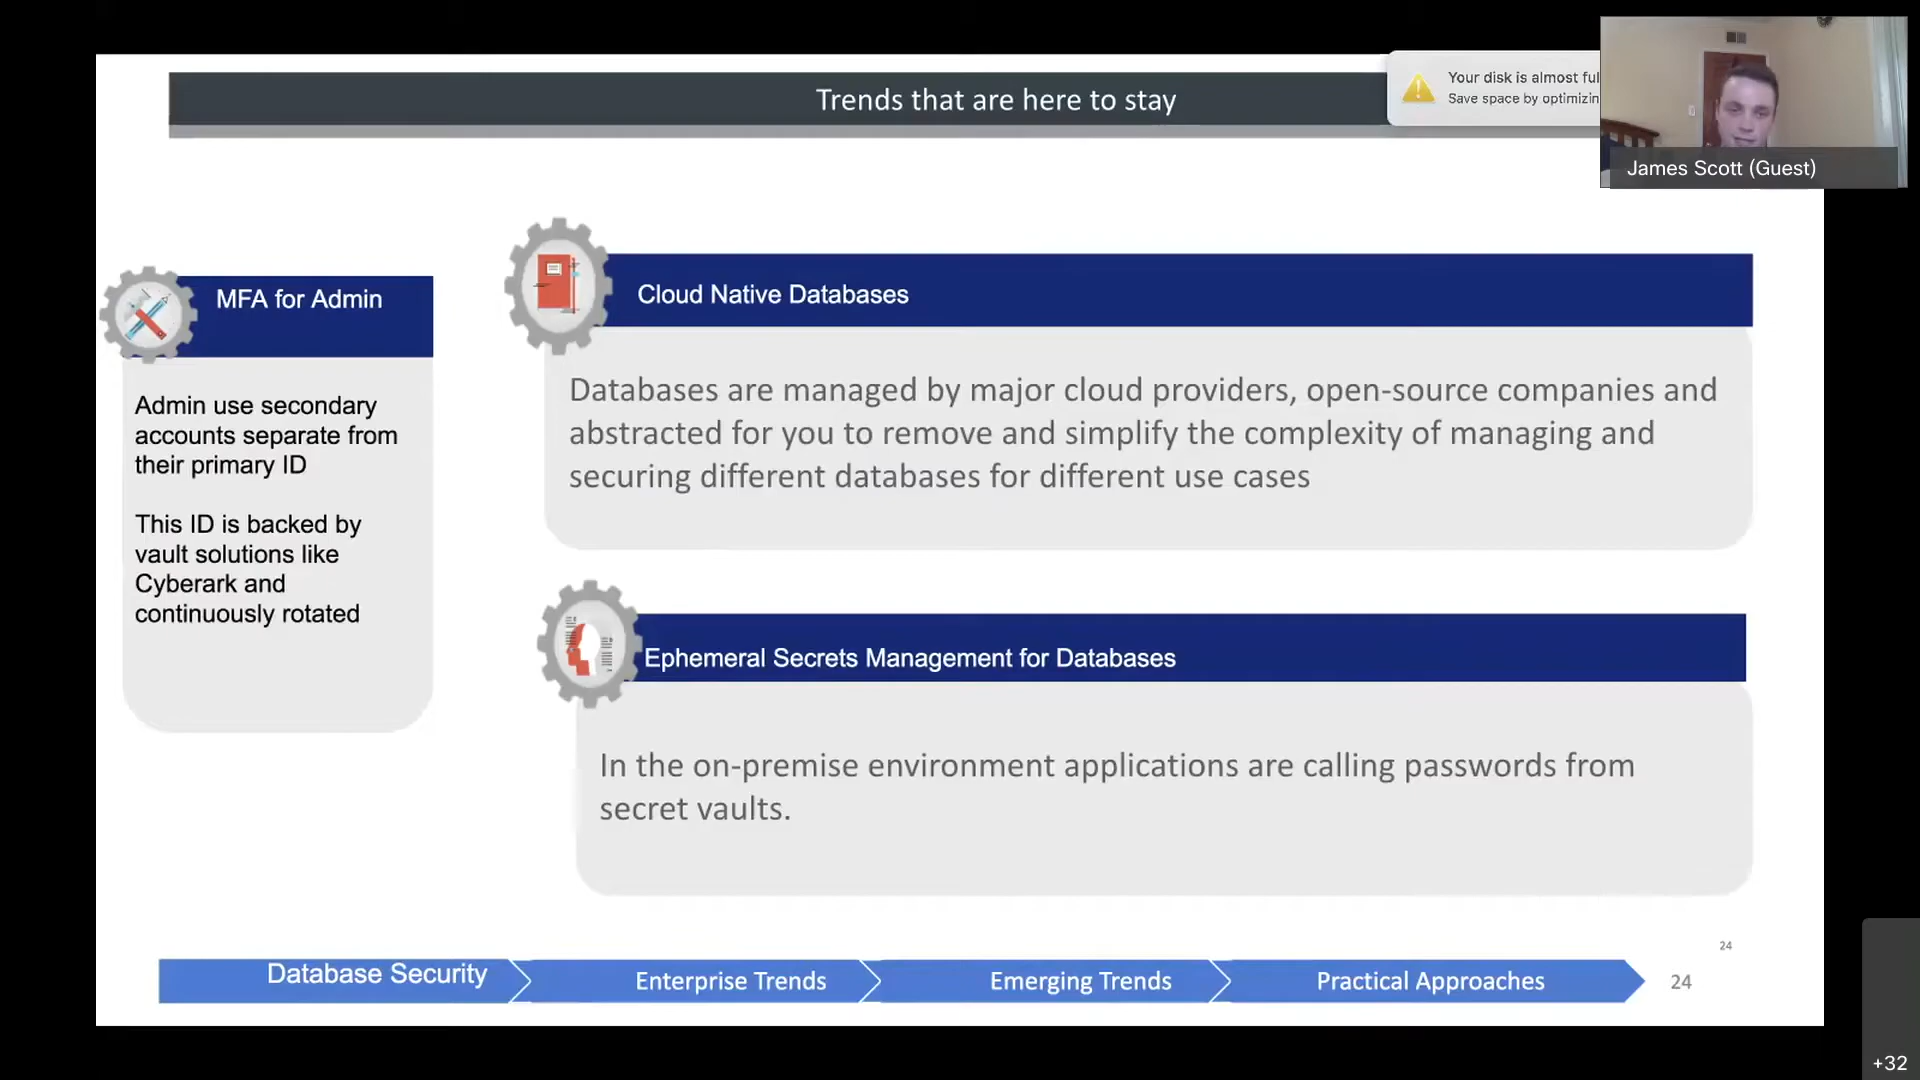 Trends that are here to stay
Your disk is almost ful
Save space by optimizin
James Scott (Guest)
MFA for Admin
Admin use secondary
accounts separate from
their primary ID
This ID is backed by
vault solutions like
Cyberark and
continuously rotated
Cloud Native Databases
Databases are managed by major cloud providers, open-source companies and
abstracted for you to remove and simplify the complexity of managing and
securing different databases for different use cases
Ephemeral Secrets Management for Databases
In the on-premise environment applications are calling passwords from
secret vaults.
24
Database Security
Enterprise Trends
Emerging Trends
Practical Approaches
24
+32